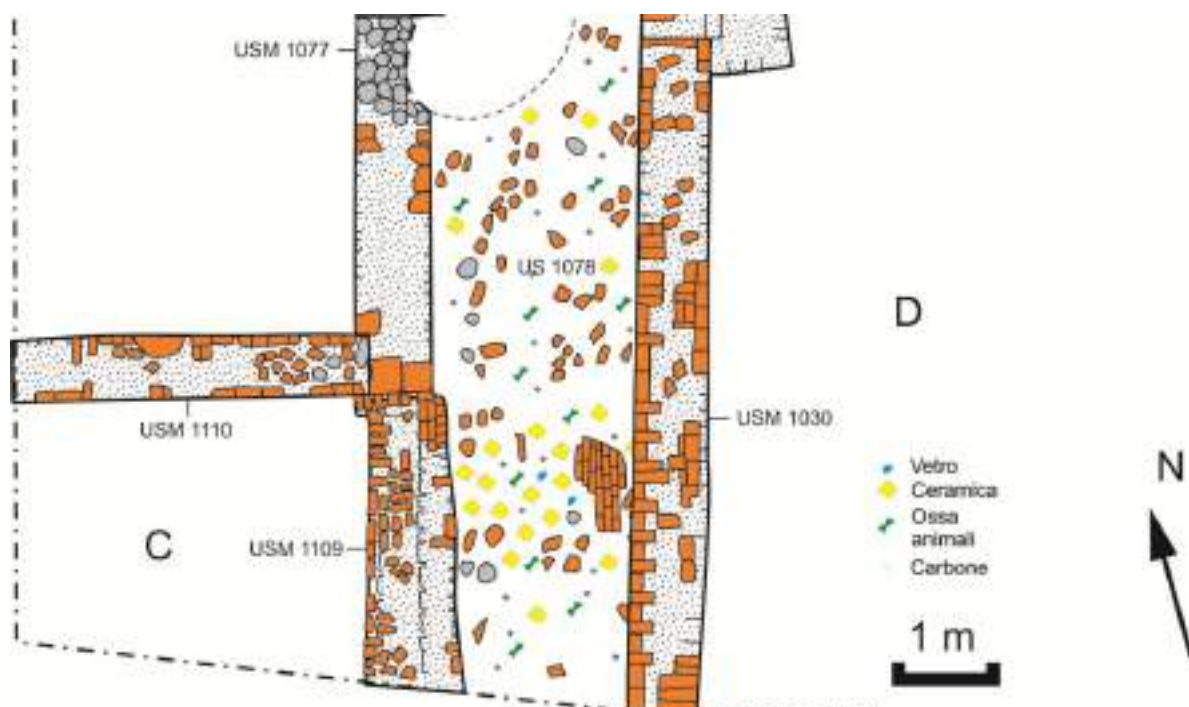 USM 1077
US 1078
D
USM 1030
USM 1110
C
USM 1109
Vetro
Ceramica
Ossa
animali
Carbone
N
1 m